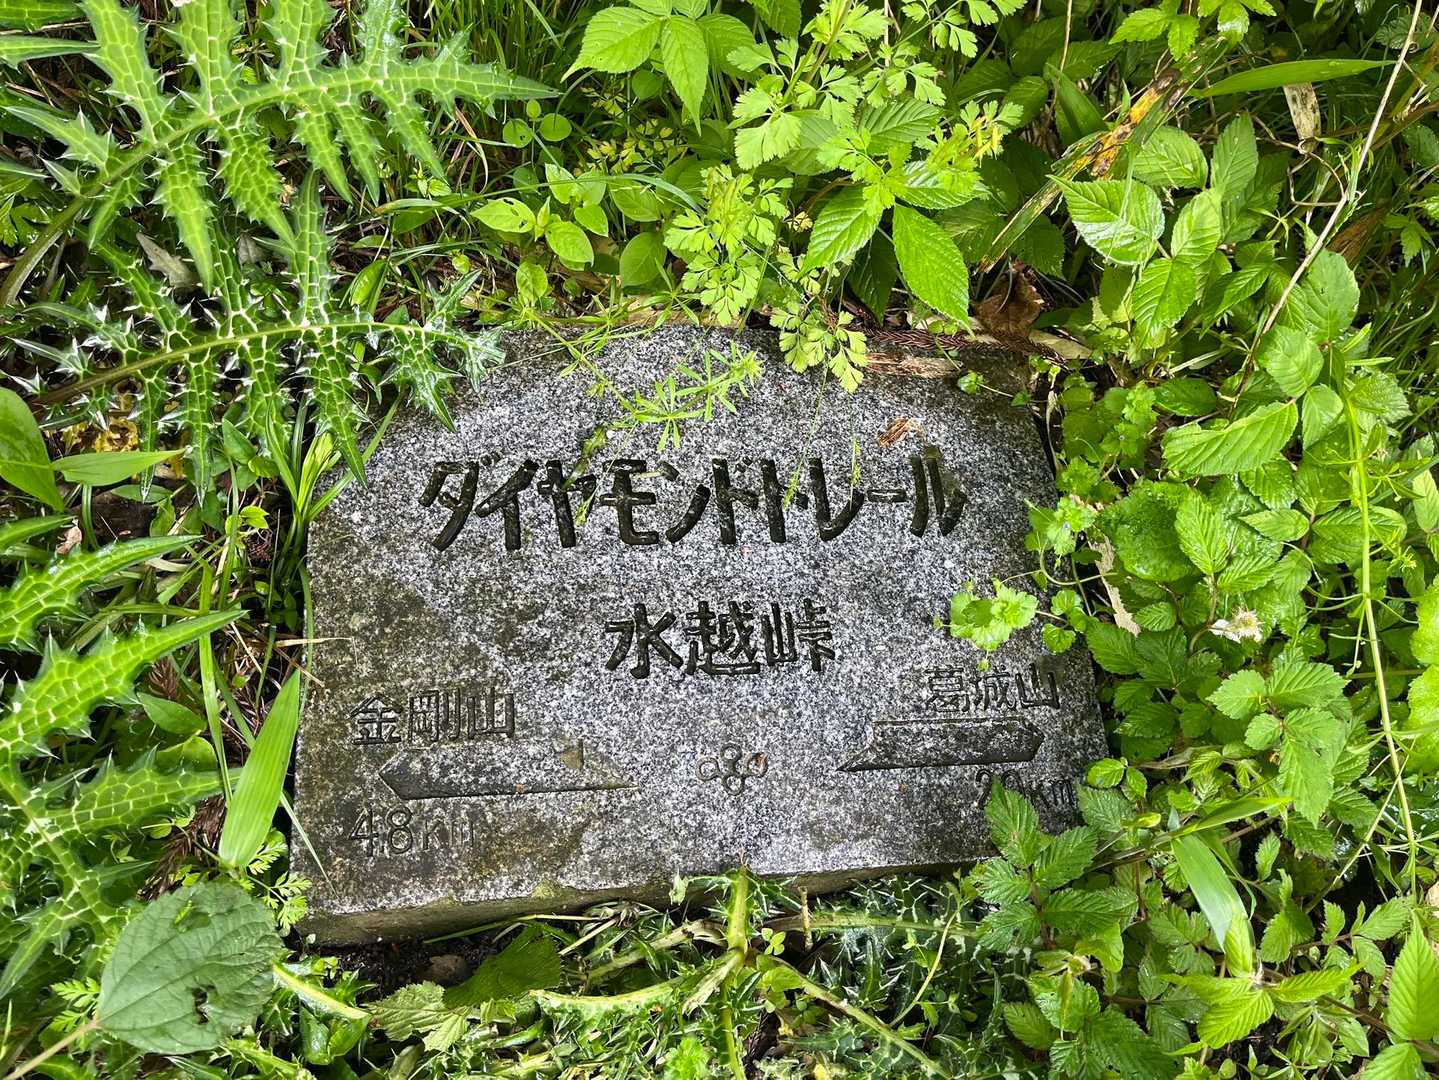 ダイヤモンドトレール
水越峠
金剛山 葛城山
4.8km